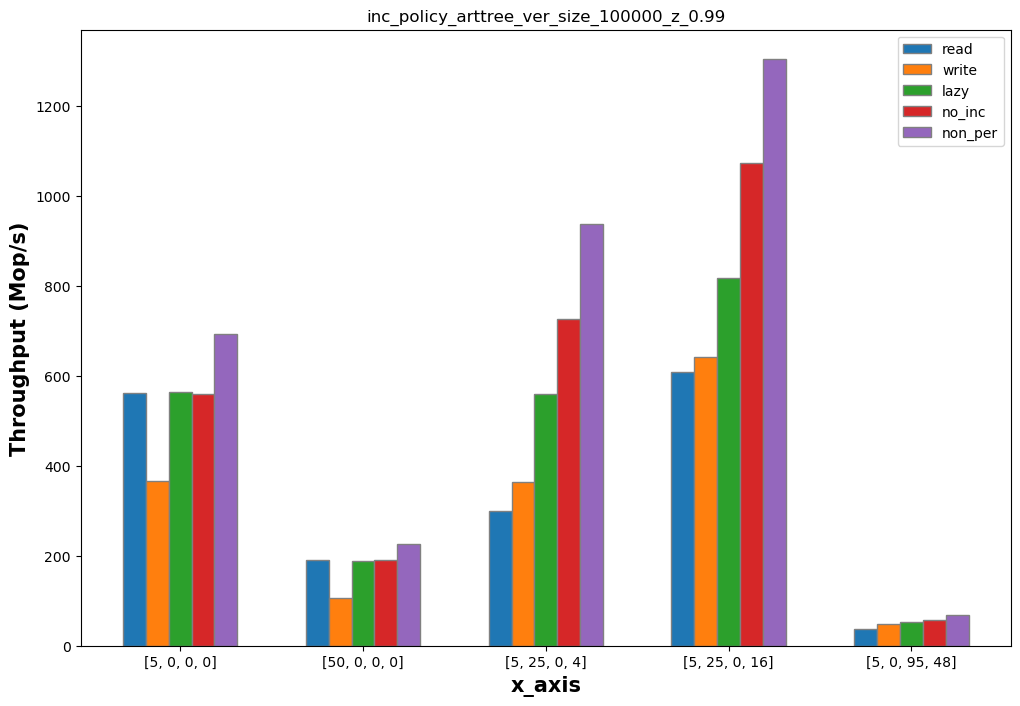 inc_policy_arttree_ver_size_100000_z_0.99
read
write
lazy
no_inc
non_per
Throughput (Mop/s)
1200
1000
800
600
400
200
0
[5, 0, 0, 0]
[50, 0, 0, 0]
[5, 25, 0, 4]
[5, 25, 0, 16]
[5, 0, 95, 48]
x_axis